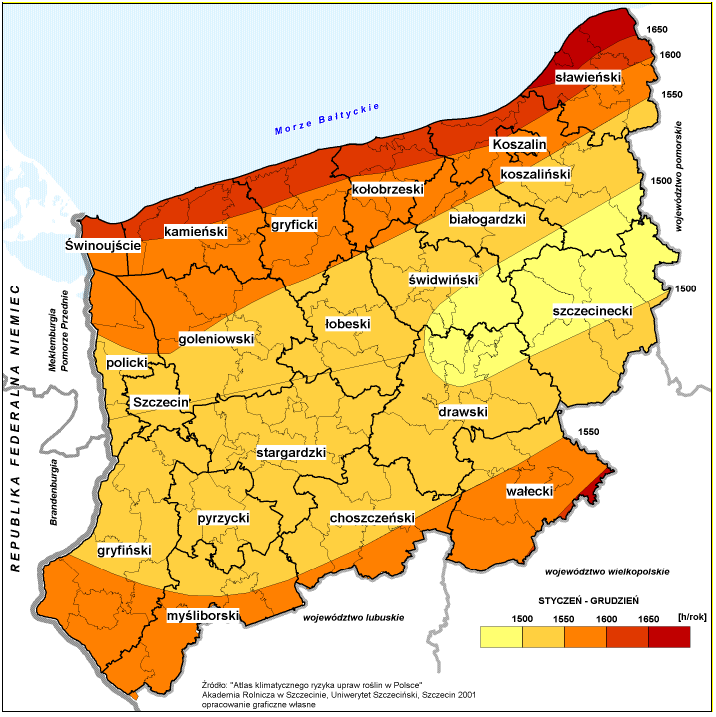 1650
1600
sławieński
1550
Morze Bałtyckie
Koszalin
województwo pomorskie
koszaliński
1500
kołobrzeski
białogardzki
gryficki
kamieński
Świnoujście
świdwiński
szczecinecki
1500
REPUBLIKA FEDERALNA NIEMIEC
Meklemburgia
Pomorze Przednie
łobeski
goleniowski
policki
Szczecin
drawski
1550
stargardzki
Brandenburgia
wałecki
pyrzycki
choszczeński
gryfiński
województwo wielkopolskie
myśliborski
województwo lubuskie
STYCZEŃ - GRUDZIEŃ
1500 1550 1600 1650 [h/rok]
Źródło: "Atlas klimatycznego ryzyka upraw roślin w Polsce"
Akademia Rolnicza w Szczecinie, Uniwerytet Szczeciński, Szczecin 2001
opracowanie graficzne własne